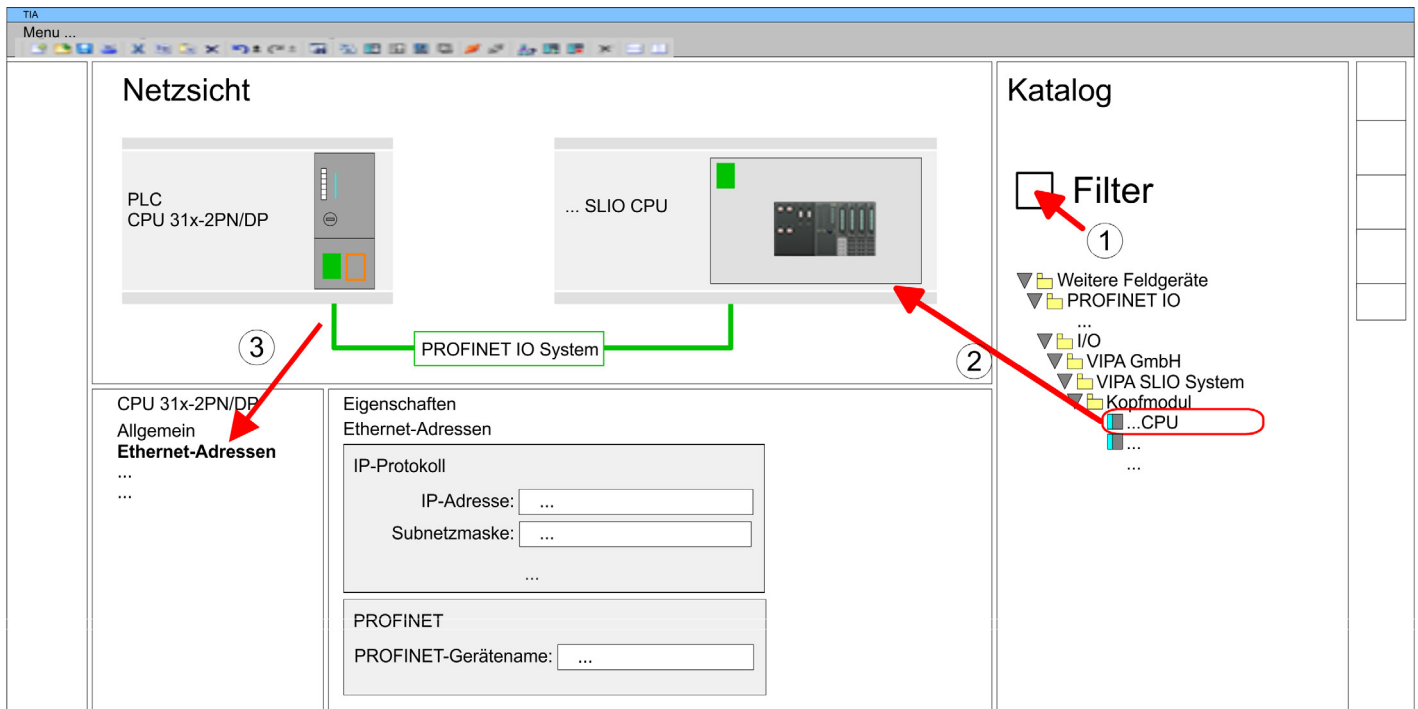 TIA
Menu ...
Netzsicht
PLC
CPU 31x-2PN/DP
... SLIO CPU
PROFINET IO System
3
2
Katalog
Filter
1
Weitere Feldgeräte
PROFINET IO
...
I/O
VIPA GmbH
VIPA SLIO System
Kopfmodul
...CPU
...
...
CPU 31x-2PN/DP
Allgemein
Ethernet-Adressen
...
...
Eigenschaften
Ethernet-Adressen
IP-Protokoll
IP-Adresse: ...
Subnetzmaske: ...
...
PROFINET
PROFINET-Gerätename: ...